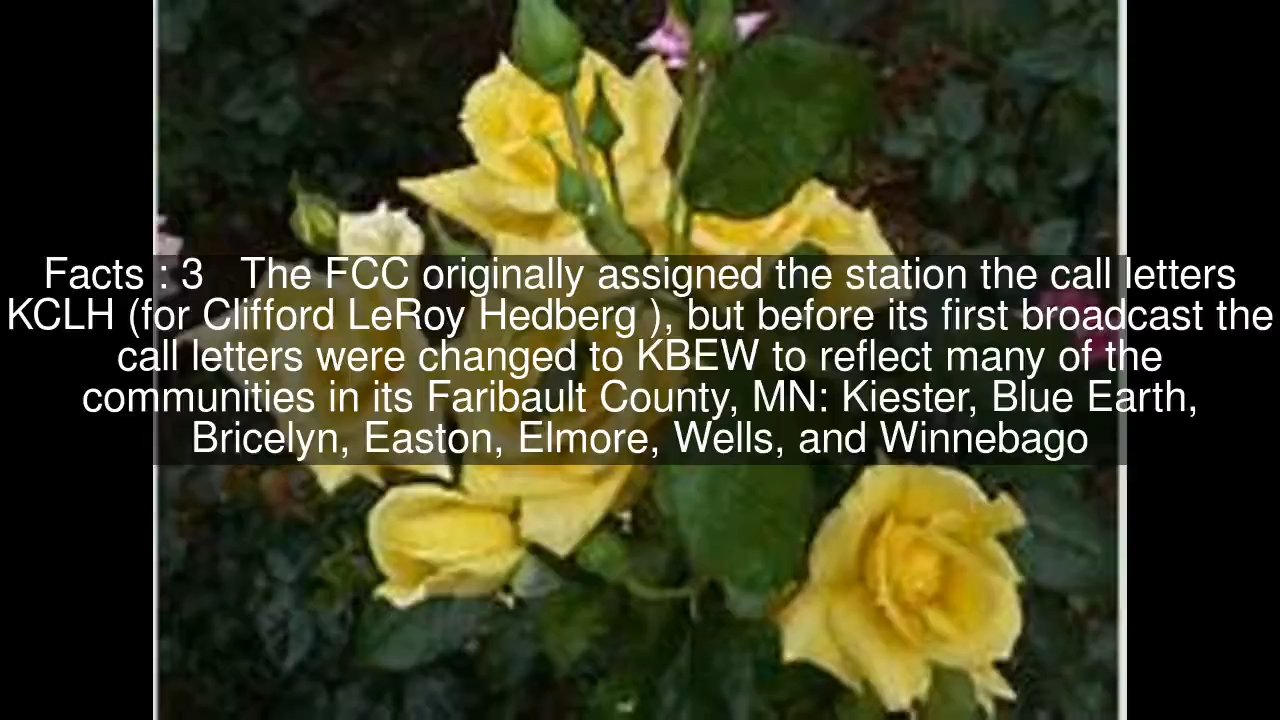 Facts : 3   The FCC originally assigned the station the call letters
KCLH (for Clifford LeRoy Hedberg ), but before its first broadcast the
call letters were changed to KBEW to reflect many of the
communities in its Faribault County, MN: Kiester, Blue Earth,
Bricelyn, Easton, Elmore, Wells, and Winnebago